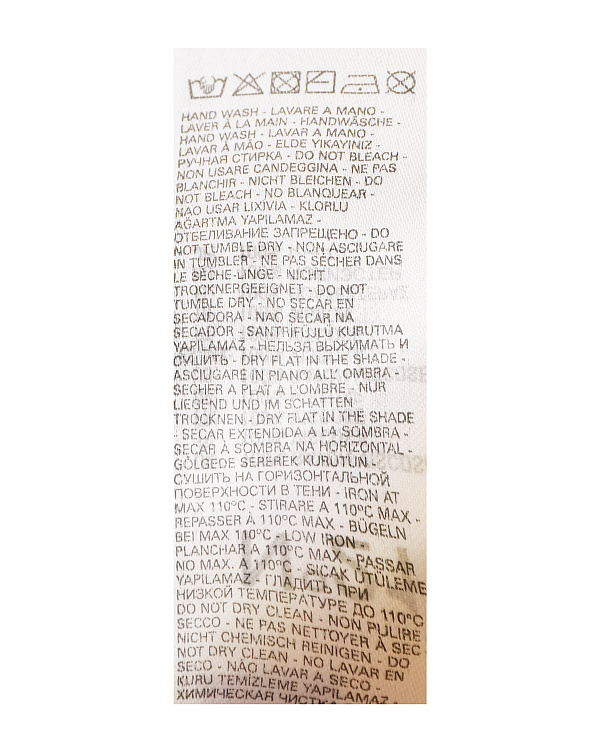 HAND WASH - LAVARE A MANO -
LAVER À LA MAIN - HANDWÄSCHE -
HAND WASH - LAVAR A MANO -
LAVAR À MÃO - ELDE YIKAYINIZ -
РУЧНАЯ СТИРКА - DO NOT BLEACH -
NON USARE CANDEGGINA - NE PAS
BLANCHIR - NICHT BLEICHEN - DO
NOT BLEACH - NO BLANQUEAR -
NAO USAR LIXIVIA - KLORLU
AĞARTMA YAPILAMAZ -
ОТБЕЛИВАНИЕ ЗАПРЕЩЕНО - DO
NOT TUMBLE DRY - NON ASCIUGARE
IN TUMBLER - NE PAS SÈCHER DANS
LE SÈCHE-LINGE - NICHT
TROCKNERGEEIGNET - DO NOT
TUMBLE DRY - NO SECAR EN
SECADORA - NAO SECAR NA
SECADOR - SANTRİFÜJLÜ KURUTMA
YAPILAMAZ - НЕЛЬЗЯ ВЫЖИМАТЬ И
СУШИТЬ - DRY FLAT IN THE SHADE -
ASCIUGARE IN PIANO ALL' OMBRA -
SÈCHER A PLAT A L'OMBRE - NUR
LIEGEND UND IM SCHATTEN
TROCKNEN - DRY FLAT IN THE SHADE
- SECAR EXTENDIDA A LA SOMBRA -
SECAR À SOMBRA NA HORIZONTAL -
GÖLGEDE SEREREK KURUTUN -
СУШИТЬ НА ГОРИЗОНТАЛЬНОЙ
ПОВЕРХНОСТИ В ТЕНИ - IRON AT
MAX 110°C - STIRARE A 110°C MAX -
REPASSER À 110°C MAX - BÜGELN
BEI MAX 110°C - LOW IRON -
PLANCHAR A 110°C MAX - PASSAR
NO MAX. A 110°C - SICAK ÜTÜLEME
YAPILAMAZ - ГЛАДИТЬ ПРИ
НИЗКОЙ ТЕМПЕРАТУРЕ ДО 110°C
DO NOT DRY CLEAN - NON PULIRE
SECCO - NE PAS NETTOYER À SEC -
NICHT CHEMISCH REINIGEN - DO
NOT DRY CLEAN - NO LAVAR EN
SECO - NÃO LAVAR A SECO -
KURU TEMIZLEME YAPILAMAZ -
ХИМИЧЕСКАЯ ЧИСТКА